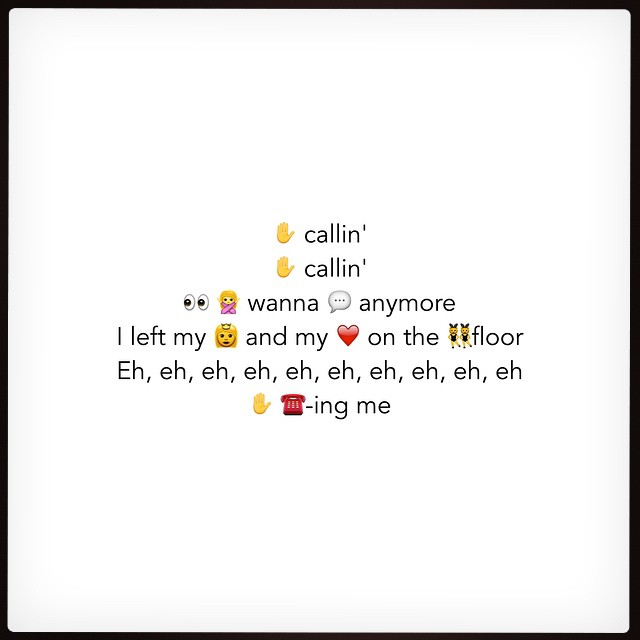 ✋ callin'
✋ callin'
👀 🙅 wanna 💬 anymore
I left my 👸 and my ❤️ on the 👯floor
Eh, eh, eh, eh, eh, eh, eh, eh, eh, eh
✋ ☎️-ing me